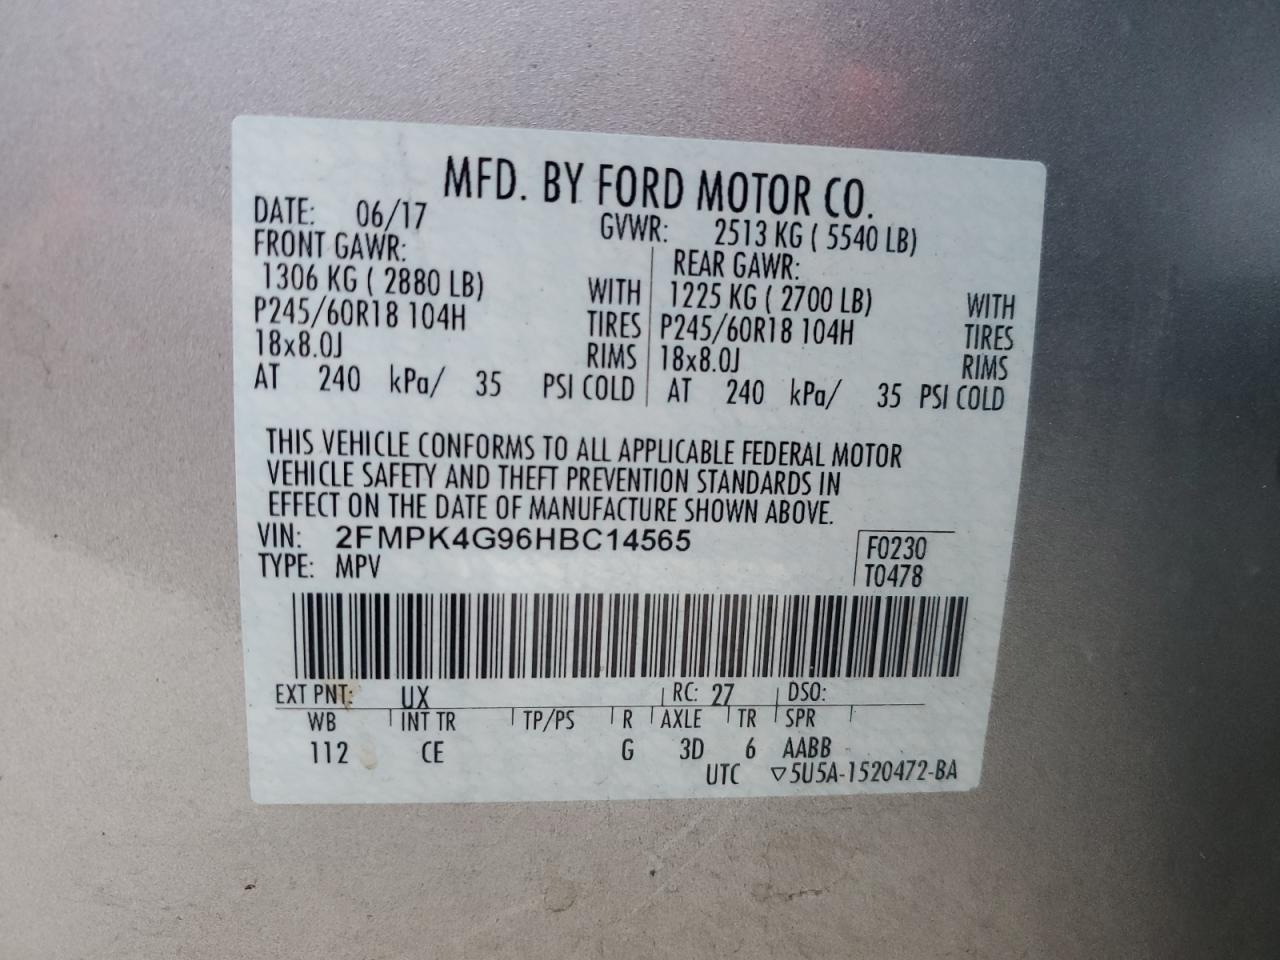 MFD. BY FORD MOTOR CO.
DATE: 06/17 GVWR: 2513 KG ( 5540 LB)
FRONT GAWR: REAR GAWR:
1306 KG ( 2880 LB) WITH 1225 KG ( 2700 LB) WITH
P245/60R18 104H TIRES P245/60R18 104H TIRES
18x8.0J RIMS 18x8.0J RIMS
AT 240 kPa/ 35 PSI COLD AT 240 kPa/ 35 PSI COLD
THIS VEHICLE CONFORMS TO ALL APPLICABLE FEDERAL MOTOR
VEHICLE SAFETY AND THEFT PREVENTION STANDARDS IN
EFFECT ON THE DATE OF MANUFACTURE SHOWN ABOVE.
VIN: 2FMPK4G96HBC14565 F0230
TYPE: MPV T0478
EXT PNT: UX RC: 27 DSO:
WB INT TR TP/PS R AXLE TR SPR
112 CE G 3D 6 AABB
UTC ▽5U5A-1520472-BA